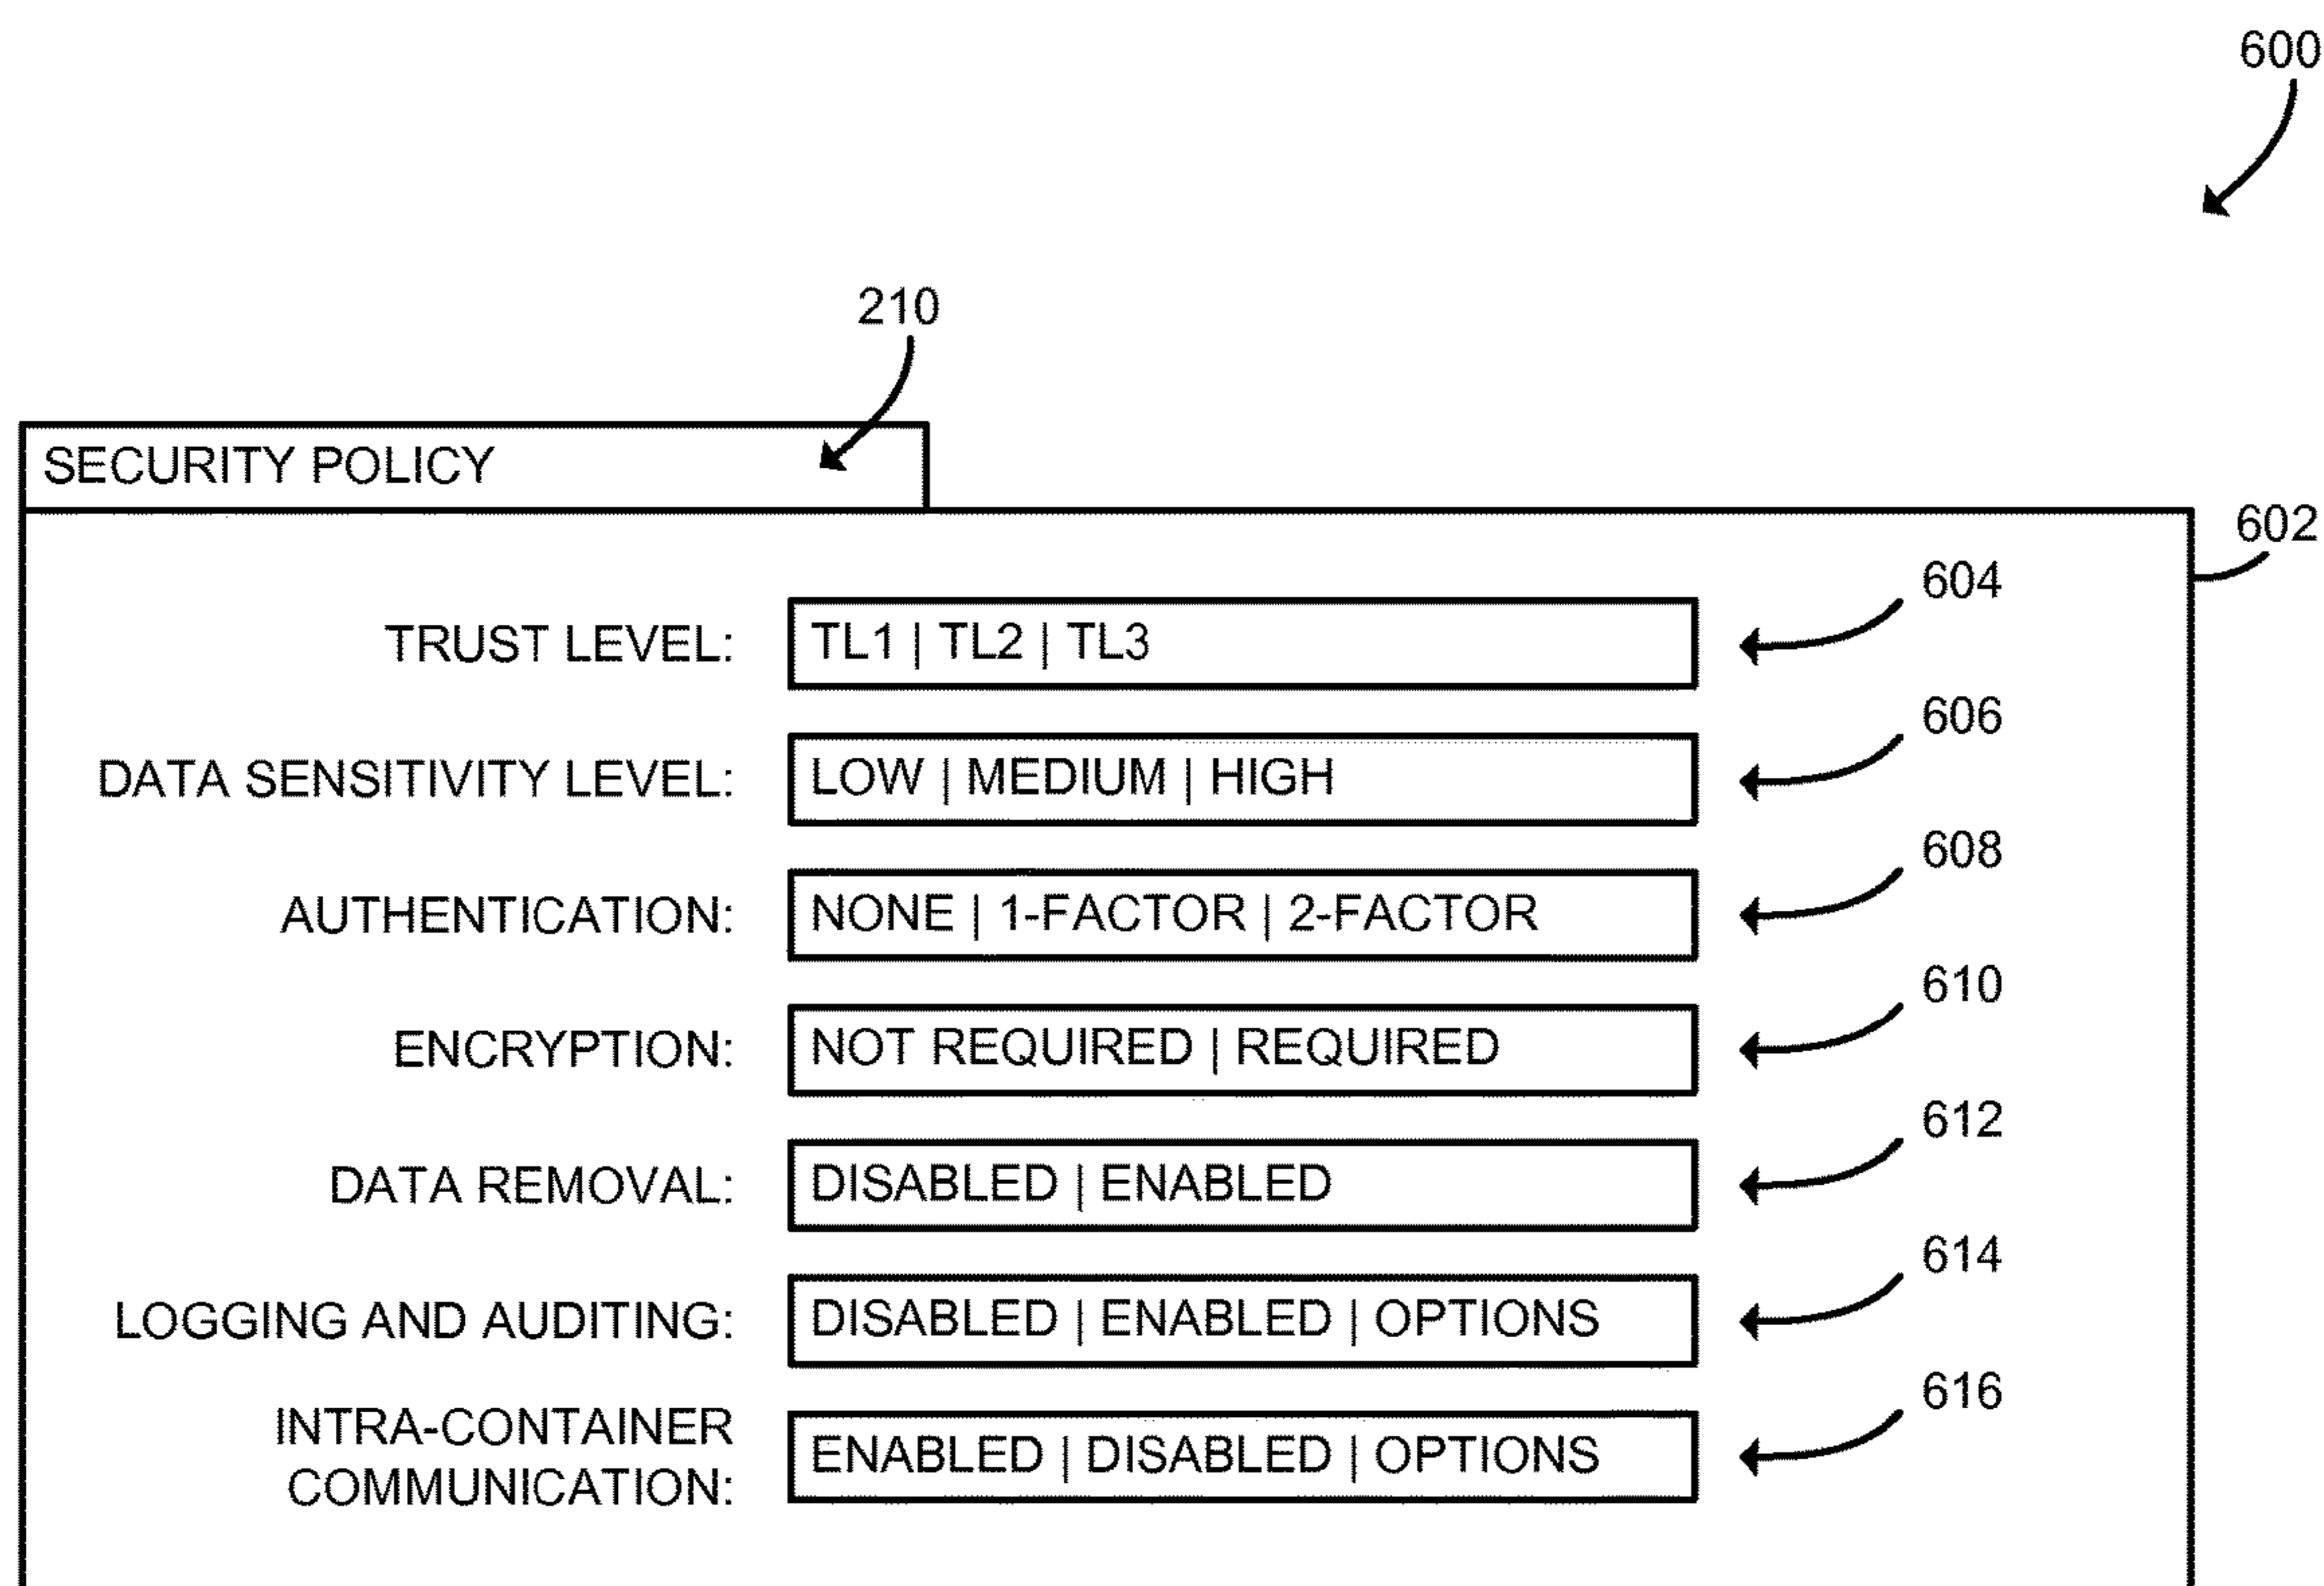 600
210
SECURITY POLICY
602
604
TRUST LEVEL: TL1 | TL2 | TL3
606
DATA SENSITIVITY LEVEL: LOW | MEDIUM | HIGH
608
AUTHENTICATION: NONE | 1-FACTOR | 2-FACTOR
610
ENCRYPTION: NOT REQUIRED | REQUIRED
612
DATA REMOVAL: DISABLED | ENABLED
614
LOGGING AND AUDITING: DISABLED | ENABLED | OPTIONS
616
INTRA-CONTAINER
COMMUNICATION: ENABLED | DISABLED | OPTIONS